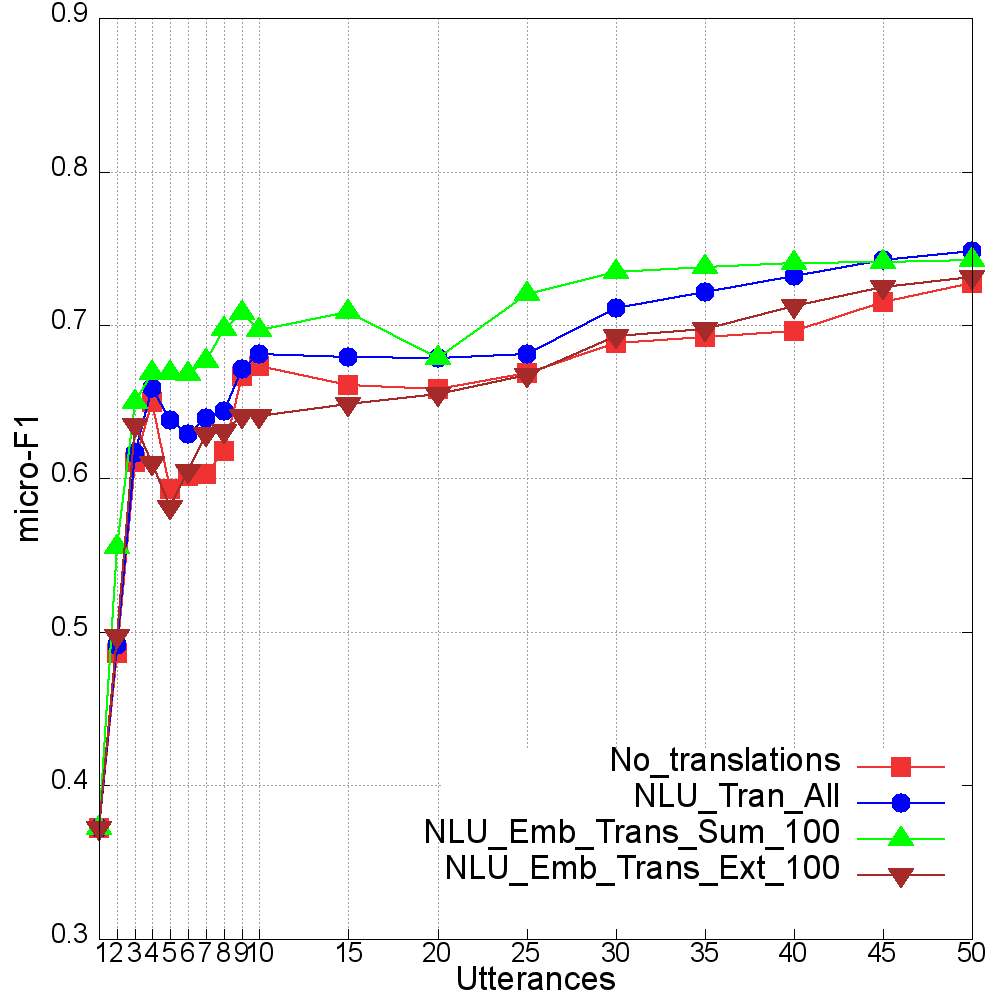 0.9
0.8
0.7
0.6
0.5
0.4
0.3
micro-F1
No_translations
NLU_Tran_All
NLU_Emb_Trans_Sum_100
NLU_Emb_Trans_Ext_100
1 2 3 4 5 6 7 8 9 10 15 20 25 30 35 40 45 50
Utterances